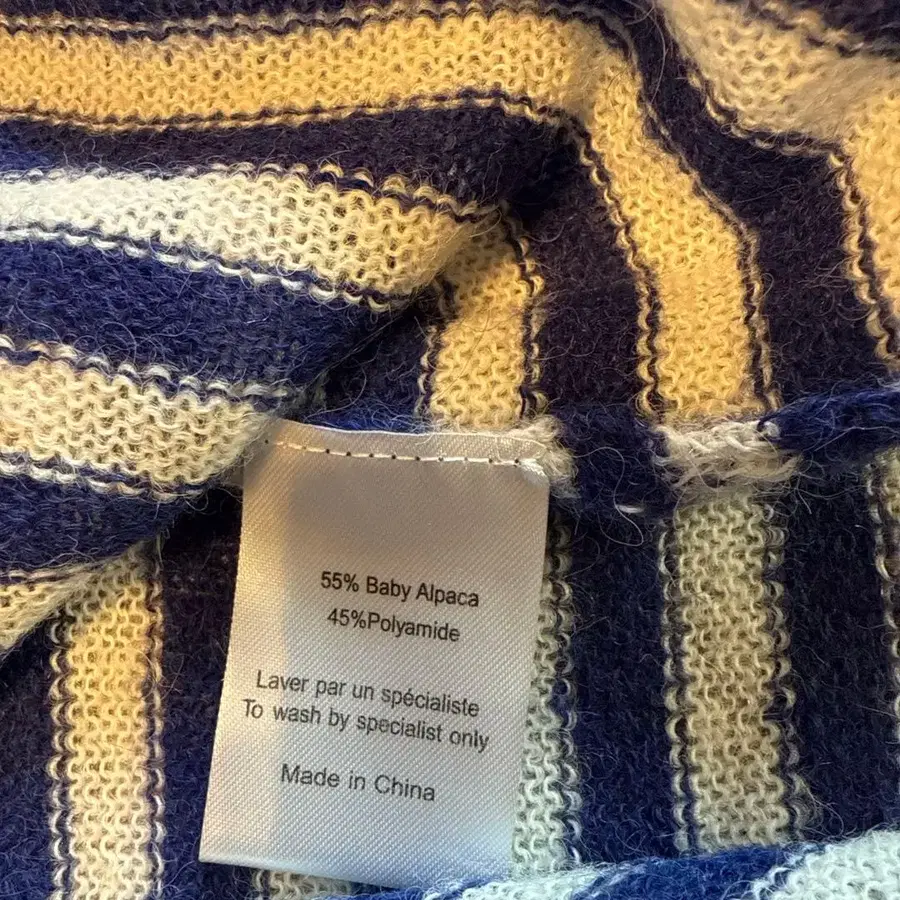 55% Baby Alpaca
45%Polyamide
Laver par un spécialiste
To wash by specialist only
Made in China